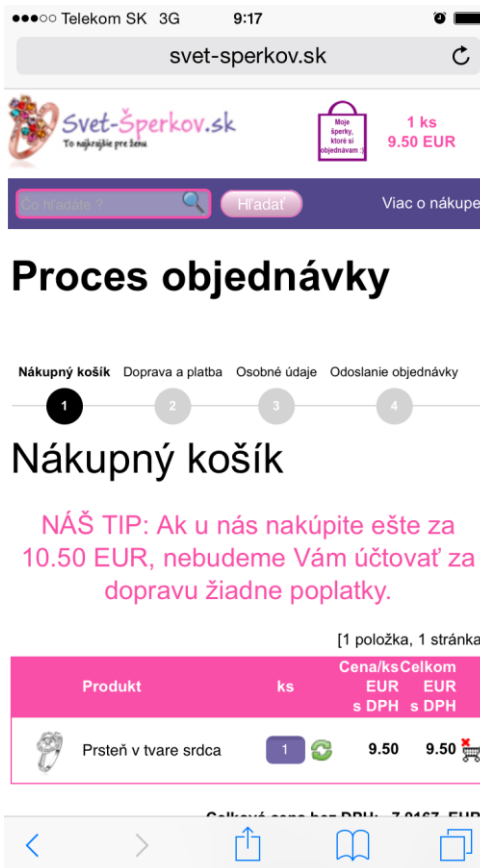 Telekom SK 3G 9:17
svet-sperkov.sk
Svet-Šperkov.sk
To najkrajšie pre ženu
Moje
šperky,
ktoré si
objednávam :)
1 ks
9.50 EUR
Čo hľadáte ?
Hľadať
Viac o nákupe
Proces objednávky
Nákupný košík Doprava a platba Osobné údaje Odoslanie objednávky
1 2 3 4
Nákupný košík
NÁŠ TIP: Ak u nás nakúpite ešte za
10.50 EUR, nebudeme Vám účtovať za
dopravu žiadne poplatky.
[1 položka, 1 stránka
Produkt ks Cena/ks EUR s DPH Celkom EUR s DPH
Prsteň v tvare srdca 1 9.50 9.50